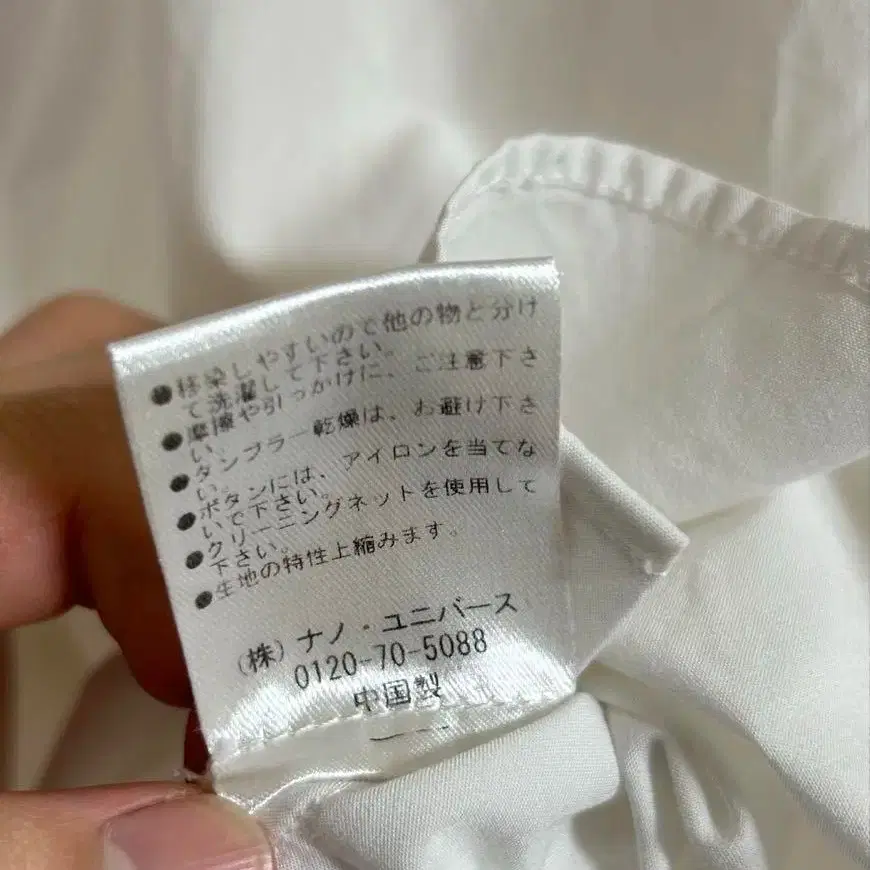 ●移染しやすいので他の物と分け
て洗濯して下さい。
●摩擦や引っかけに、ご注意下さ
い。
●タンブラー乾燥は、お避け下さ
い。
●ボタンには、アイロンを当てな
いで下さい。
●クリーニングネットを使用して
下さい。
●生地の特性上縮みます。
(株)ナノ・ユニバース
0120-70-5088
中国製